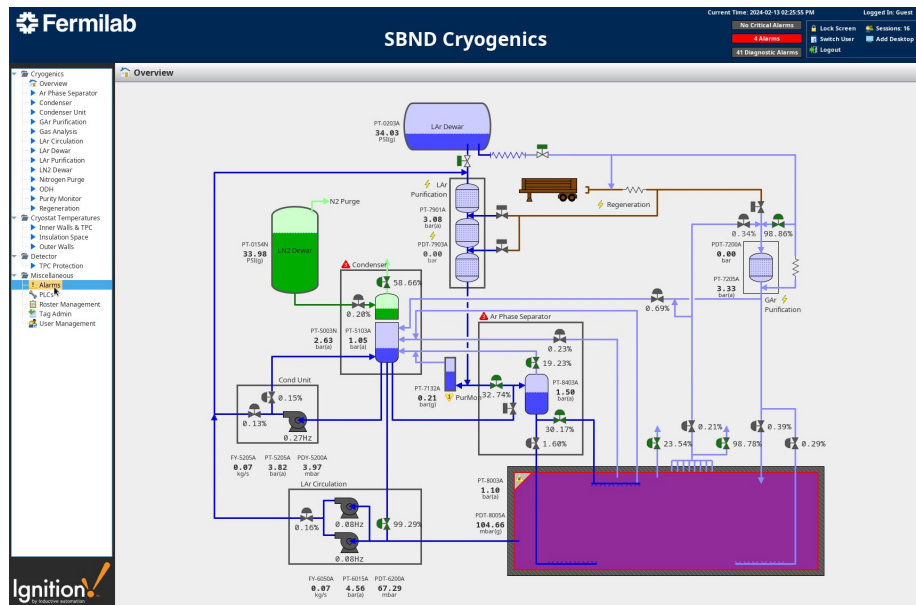 Fermilab
SBND Cryogenics
Current Time: 2024-02-13 02:25:55 PM
Logged In: Guest
No Critical Alarms
4 Alarms
41 Diagnostic Alarms
Lock Screen
Switch User
Logout
Sessions: 16
Add Desktop
Cryogenics
Overview
Ar Phase Separator
Condenser
Condenser Unit
GAr Purification
Gas Analysis
LAr Circulation
LAr Dewar
LAr Purification
LN2 Dewar
Nitrogen Purge
ODH
Purity Monitor
Regeneration
Cryostat Temperatures
Inner Walls & TPC
Insulation Space
Outer Walls
Detector
TPC Protection
Miscellaneous
Alarms
PLCs
Roster Management
Tag Admin
User Management
Ignition!
by inductive automation
Overview
PT-0203A
34.03
PSI(g)
LAr Dewar
LAr
Purification
PT-7901A
3.08
bar(a)
PDT-7903A
0.00
bar
Regeneration
N2 Purge
PT-0154N
33.98
PSI(g)
LN2 Dewar
Condenser
58.66%
0.20%
PT-5003N
2.63
bar(a)
PT-5103A
1.05
bar(a)
0.34%
98.86%
PDT-7200A
0.00
bar
PT-7205A
3.33
bar(a)
GAr
Purification
0.69%
Ar Phase Separator
0.23%
19.23%
PT-7132A
0.21
bar(g)
PurMon
32.74%
PT-8403A
1.50
bar(a)
30.17%
1.60%
Cond Unit
0.15%
0.13%
0.27Hz
FY-5205A
0.07
kg/s
PT-5205A
3.82
bar(a)
PDY-5200A
3.97
mbar
0.21%
0.39%
23.54%
98.78%
0.29%
LAr Circulation
0.08Hz
0.16%
99.29%
0.08Hz
PT-8003A
1.10
bar(a)
PDT-8005A
104.66
mbar(g)
FY-6050A
0.07
kg/s
PT-6015A
4.56
bar(a)
PDT-6200A
67.29
mbar